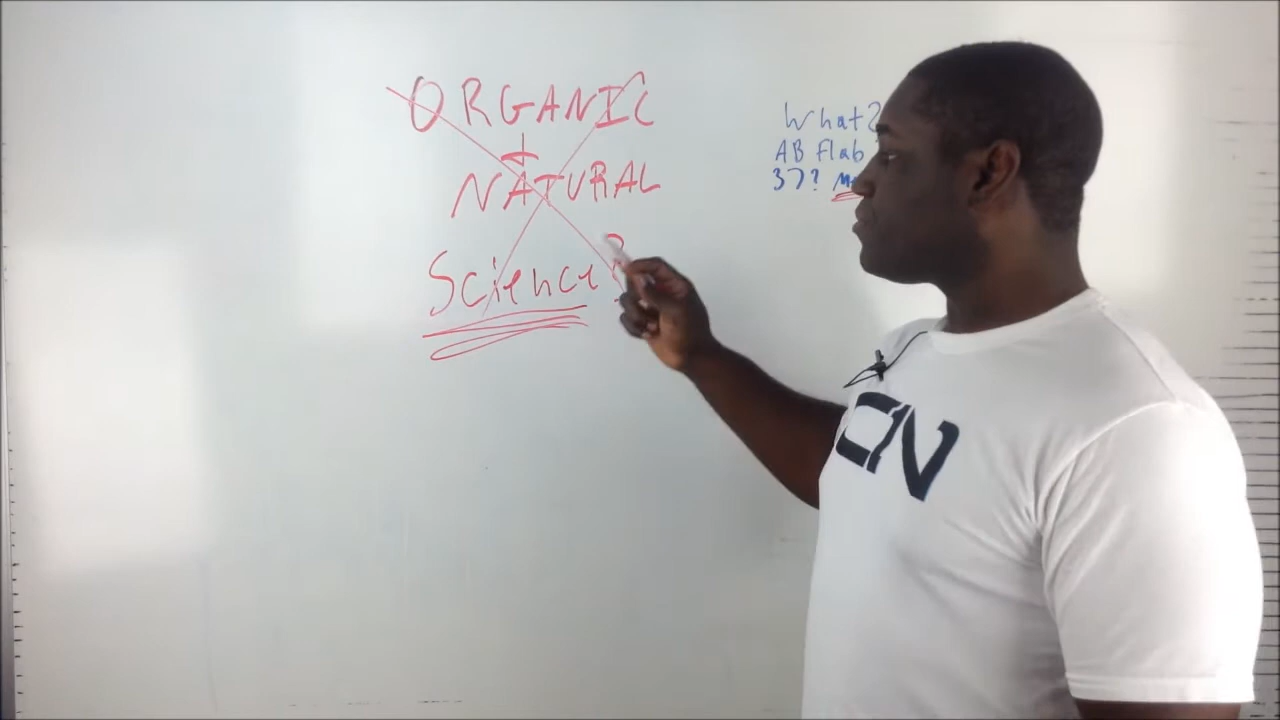 ORGANIC
+
NATURAL
Science?
What?
AB flab
37?
CN